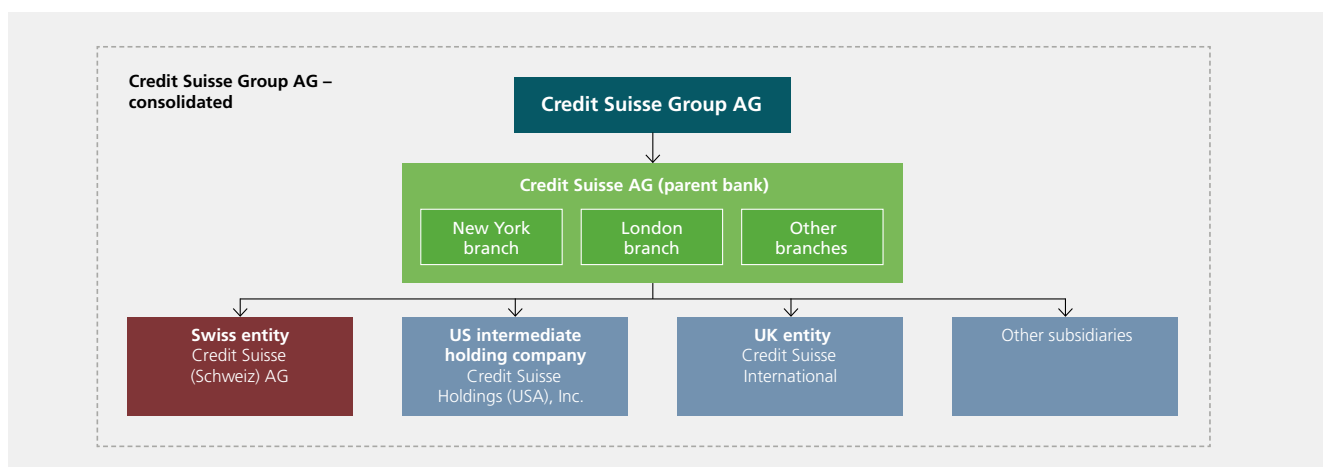 Credit Suisse Group AG –
consolidated
Credit Suisse Group AG
Credit Suisse AG (parent bank)
New York
branch
London
branch
Other
branches
Swiss entity
Credit Suisse
(Schweiz) AG
US intermediate
holding company
Credit Suisse
Holdings (USA), Inc.
UK entity
Credit Suisse
International
Other subsidiaries